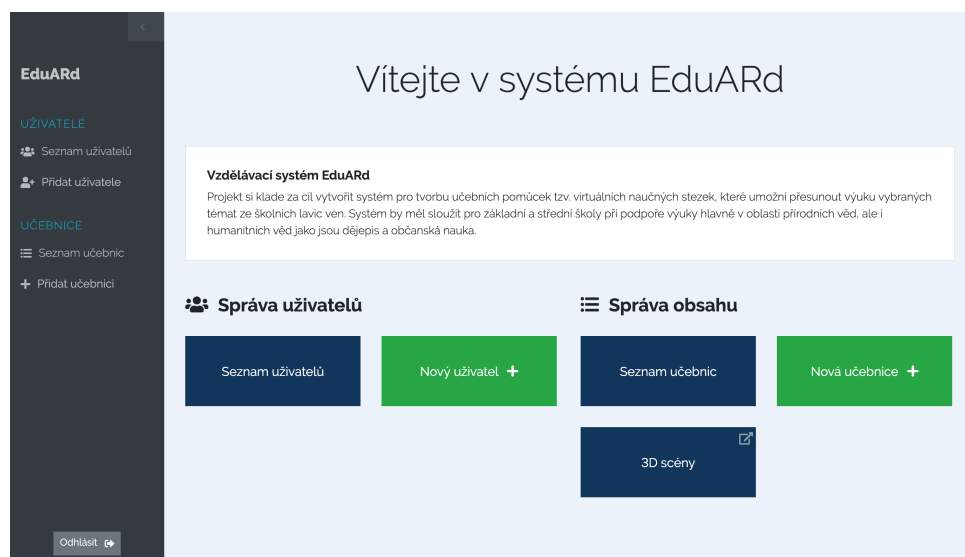 EduARd
UŽIVATELÉ
Seznam uživatelů
Přidat uživatele
UČEBNICE
Seznam učebnic
Přidat učebnici
Odhlásit
Vítejte v systému EduARd
Vzdělávací systém EduARd
Projekt si klade za cíl vytvořit systém pro tvorbu učebních pomůcek tzv. virtuálních naučných stezek, které umožní přesunout výuku vybraných
témat ze školních lavic ven. Systém by měl sloužit pro základní a střední školy při podpoře výuky hlavně v oblasti přírodních věd, ale i
humanitních věd jako jsou dějepis a občanská nauka.
Správa uživatelů
Seznam uživatelů
Nový uživatel
Správa obsahu
Seznam učebnic
Nová učebnice
3D scény